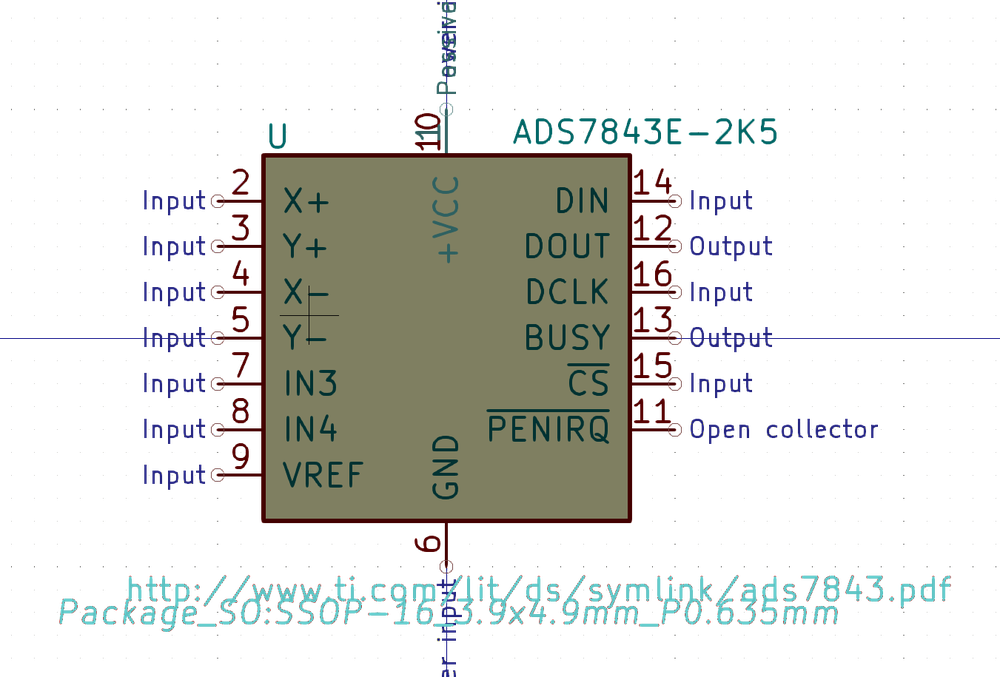 U
ADS7843E-2K5
10
+VCC
Input 2 X+
Input 3 Y+
Input 4 X-
Input 5 Y-
Input 7 IN3
Input 8 IN4
Input 9 VREF
DIN 14 Input
DOUT 12 Output
DCLK 16 Input
BUSY 13 Output
CS 15 Input
PENIRQ 11 Open collector
GND
6
er input
http://www.ti.com/lit/ds/symlink/ads7843.pdf
Package_SO:SSOP-16_3.9x4.9mm_P0.635mm